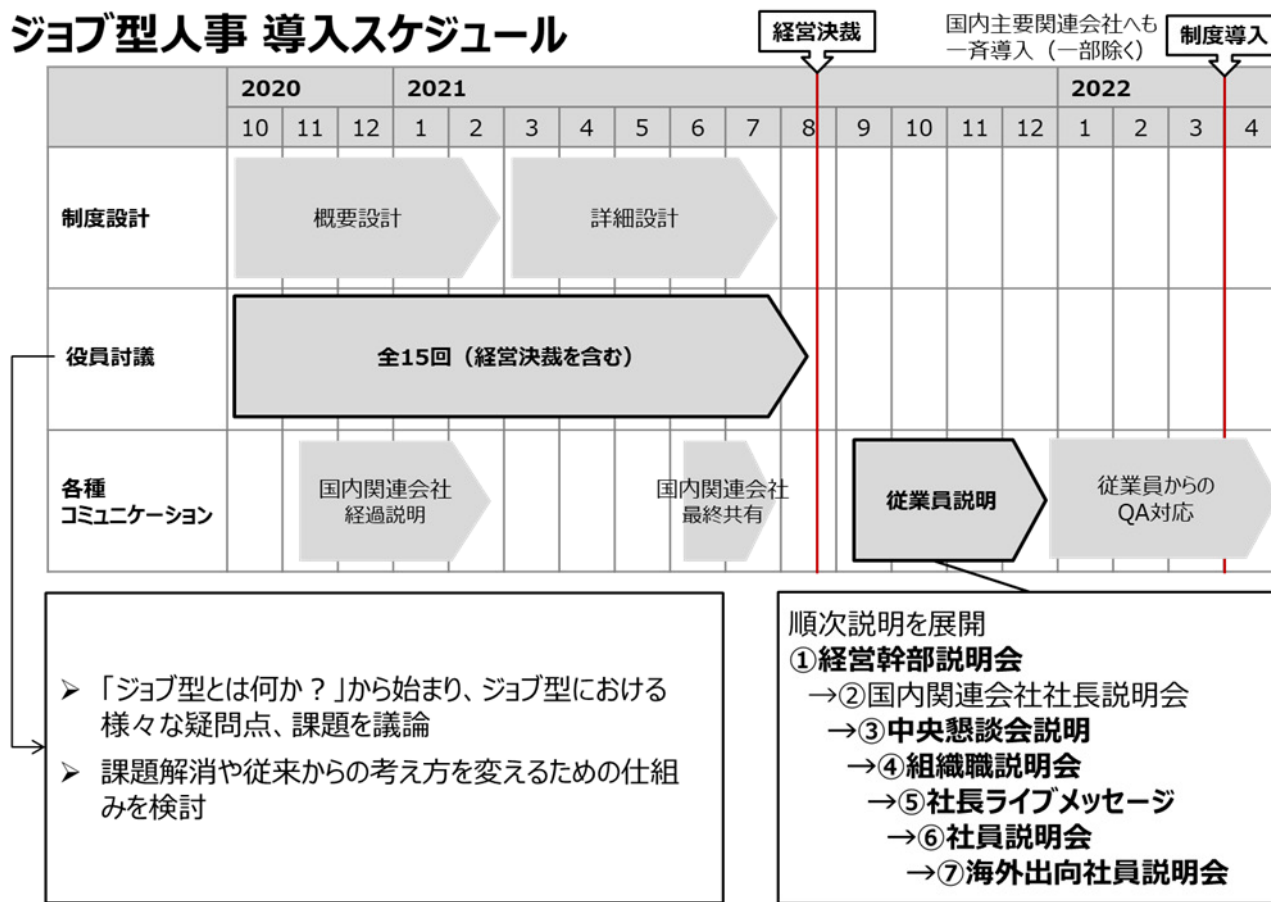 ジョブ型人事 導入スケジュール
経営決裁
国内主要関連会社へも
一斉導入（一部除く）
制度導入
2020 2021 2022
10 11 12 1 2 3 4 5 6 7 8 9 10 11 12 1 2 3 4
制度設計
概要設計
詳細設計
役員討議
全15回（経営決裁を含む）
各種
コミュニケーション
国内関連会社
経過説明
国内関連会社
最終共有
従業員説明
従業員からの
QA対応
➢ 「ジョブ型とは何か？」から始まり、ジョブ型における
様々な疑問点、課題を議論
➢ 課題解消や従来からの考え方を変えるための仕組
みを検討
順次説明を展開
①経営幹部説明会
→②国内関連会社社長説明会
→③中央懇談会説明
→④組織職説明会
→⑤社長ライブメッセージ
→⑥社員説明会
→⑦海外出向社員説明会